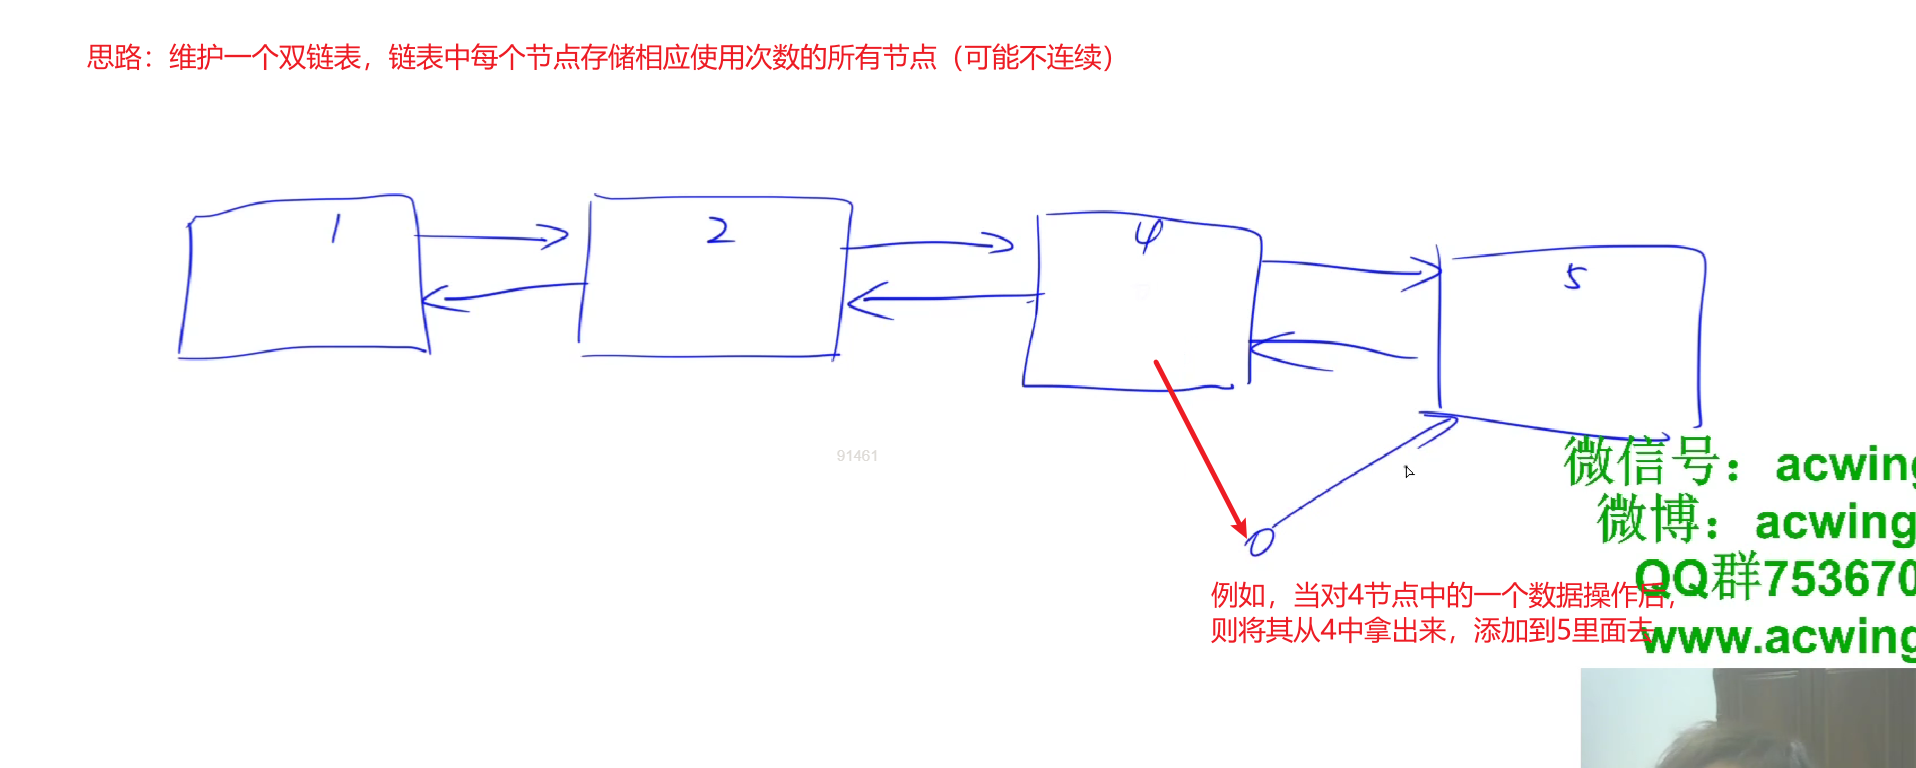 思路：维护一个双链表，链表中每个节点存储相应使用次数的所有节点（可能不连续）
1
2
4
5
91461
微信号：acwing
微博：acwing
QQ群753670
例如，当对4节点中的一个数据操作后，
则将其从4中拿出来，添加到5里面去
www.acwing